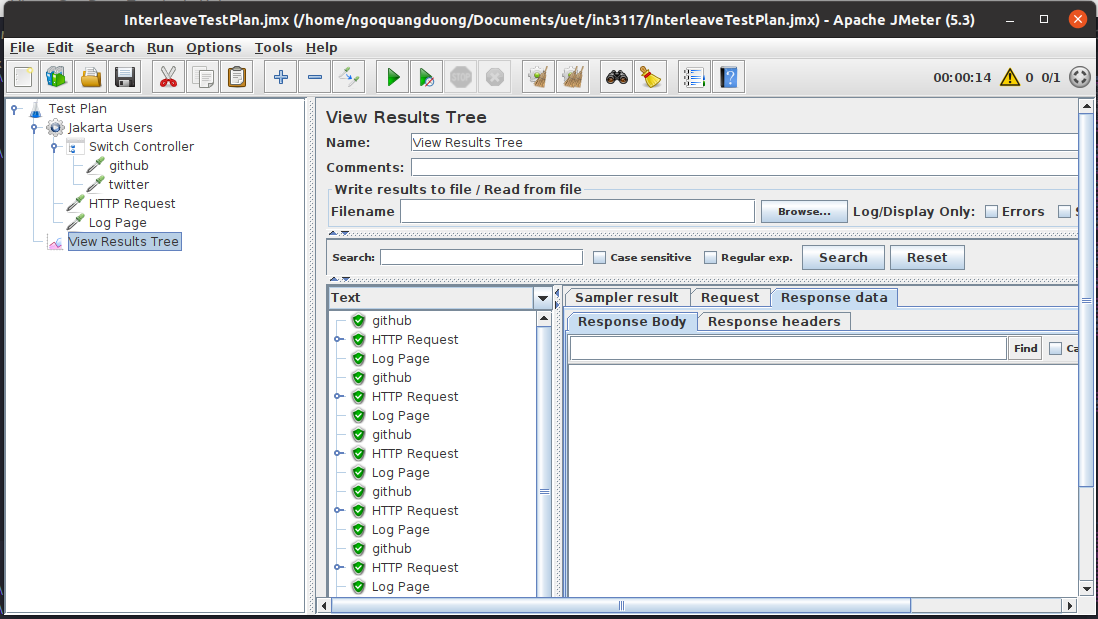 InterleaveTestPlan.jmx (/home/ngoquangduong/Documents/uet/int3117/InterleaveTestPlan.jmx) - Apache JMeter (5.3)
File Edit Search Run Options Tools Help
STOP
00:00:14 0 0/1
Test Plan
Jakarta Users
Switch Controller
github
twitter
HTTP Request
Log Page
View Results Tree
View Results Tree
Name: View Results Tree
Comments:
Write results to file / Read from file
Filename Browse... Log/Display Only: Errors
Search: Case sensitive Regular exp. Search Reset
Text
github
HTTP Request
Log Page
github
HTTP Request
Log Page
github
HTTP Request
Log Page
github
HTTP Request
Log Page
github
HTTP Request
Log Page
Sampler result Request Response data
Response Body Response headers
Find Ca